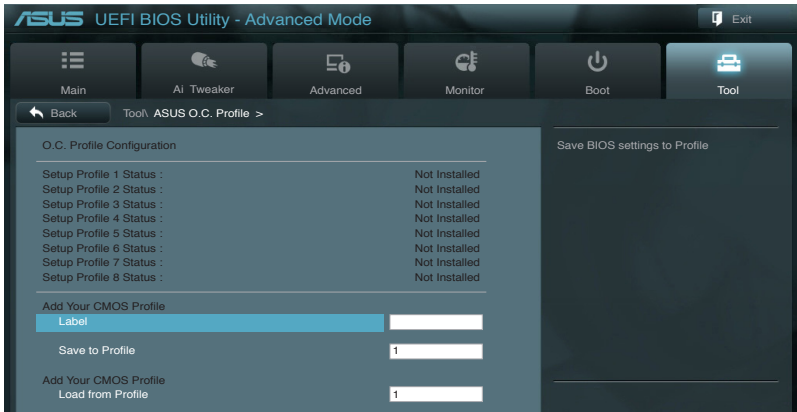 ASUS UEFI BIOS Utility - Advanced Mode
Exit
Main
Ai Tweaker
Advanced
Monitor
Boot
Tool
Back
Tool\ ASUS O.C. Profile >
O.C. Profile Configuration
Save BIOS settings to Profile
Setup Profile 1 Status : Not Installed
Setup Profile 2 Status : Not Installed
Setup Profile 3 Status : Not Installed
Setup Profile 4 Status : Not Installed
Setup Profile 5 Status : Not Installed
Setup Profile 6 Status : Not Installed
Setup Profile 7 Status : Not Installed
Setup Profile 8 Status : Not Installed
Add Your CMOS Profile
Label
Save to Profile 1
Add Your CMOS Profile
Load from Profile 1